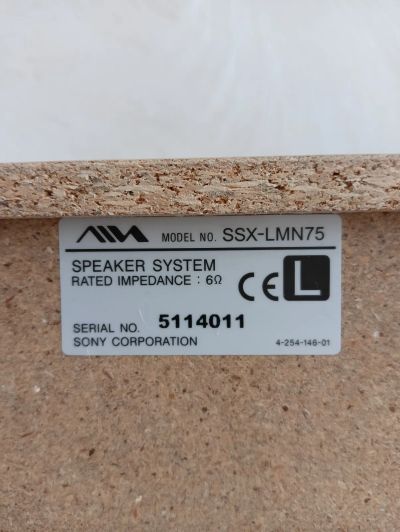 AIWA MODEL NO. SSX-LMN75
SPEAKER SYSTEM
RATED IMPEDANCE : 6Ω
CE L
SERIAL NO. 5114011
SONY CORPORATION 4-254-146-01